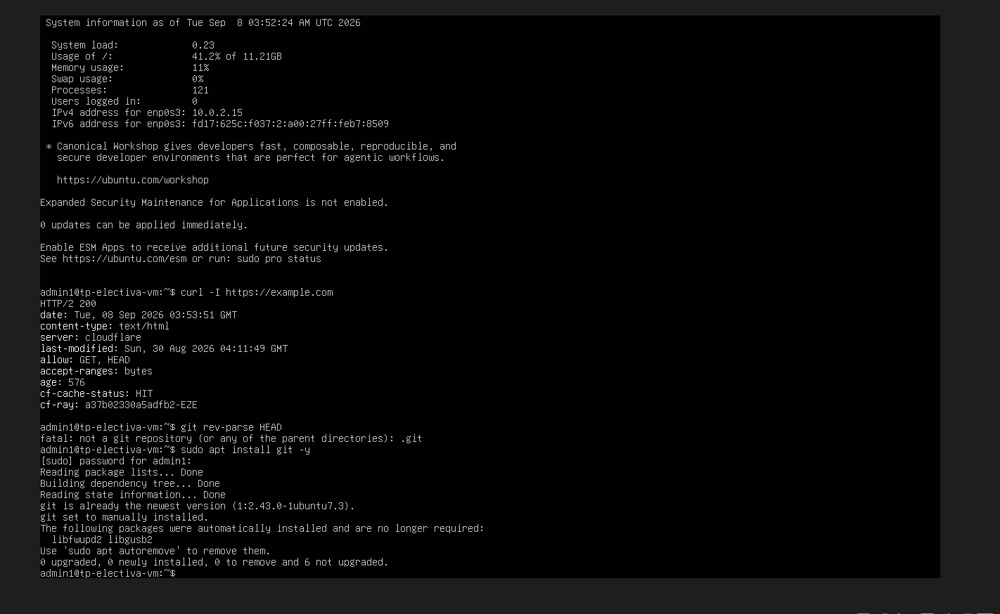 System information as of Tue Sep  8 03:52:24 AM UTC 2026
System load:             0.23
Usage of /:              41.2% of 11.21GB
Memory usage:            11%
Swap usage:              0%
Processes:               121
Users logged in:         0
IPv4 address for enp0s3: 10.0.2.15
IPv6 address for enp0s3: fd17:625c:f037:2:a00:27ff:feb7:8509
* Canonical Workshop gives developers fast, composable, reproducible, and
secure developer environments that are perfect for agentic workflows.
https://ubuntu.com/workshop
Expanded Security Maintenance for Applications is not enabled.
0 updates can be applied immediately.
Enable ESM Apps to receive additional future security updates.
See https://ubuntu.com/esm or run: sudo pro status
admin1@tp-electiva-vm:~$ curl -I https://example.com
HTTP/2 200
date: Tue, 08 Sep 2026 03:53:51 GMT
content-type: text/html
server: cloudflare
last-modified: Sun, 30 Aug 2026 04:11:49 GMT
allow: GET, HEAD
accept-ranges: bytes
age: 576
cf-cache-status: HIT
cf-ray: a37b02330a5adfb2-EZE
admin1@tp-electiva-vm:~$ git rev-parse HEAD
fatal: not a git repository (or any of the parent directories): .git
admin1@tp-electiva-vm:~$ sudo apt install git -y
[sudo] password for admin1:
Reading package lists... Done
Building dependency tree... Done
Reading state information... Done
git is already the newest version (1:2.43.0-1ubuntu7.3).
git set to manually installed.
The following packages were automatically installed and are no longer required:
libfwupd2 libgusb2
Use 'sudo apt autoremove' to remove them.
0 upgraded, 0 newly installed, 0 to remove and 6 not upgraded.
admin1@tp-electiva-vm:~$